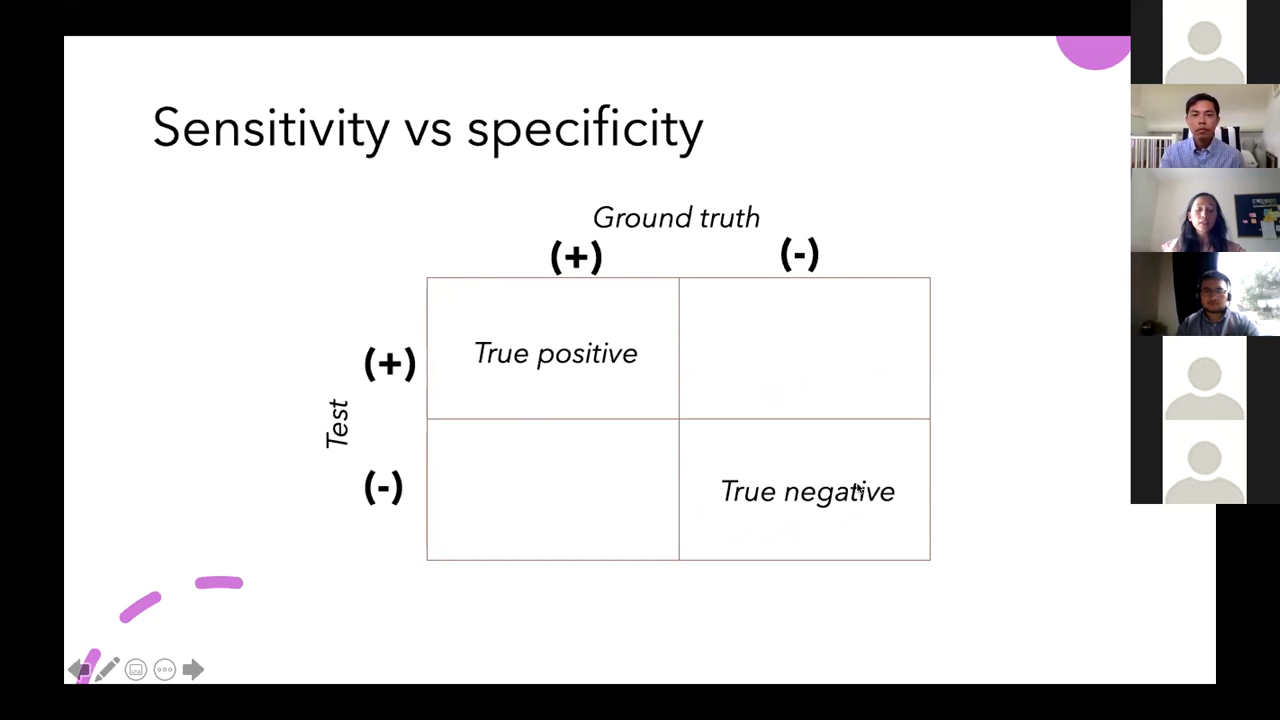 Sensitivity vs specificity
Ground truth
(+)
(-)
(+)
True positive
Test
(-)
True negative